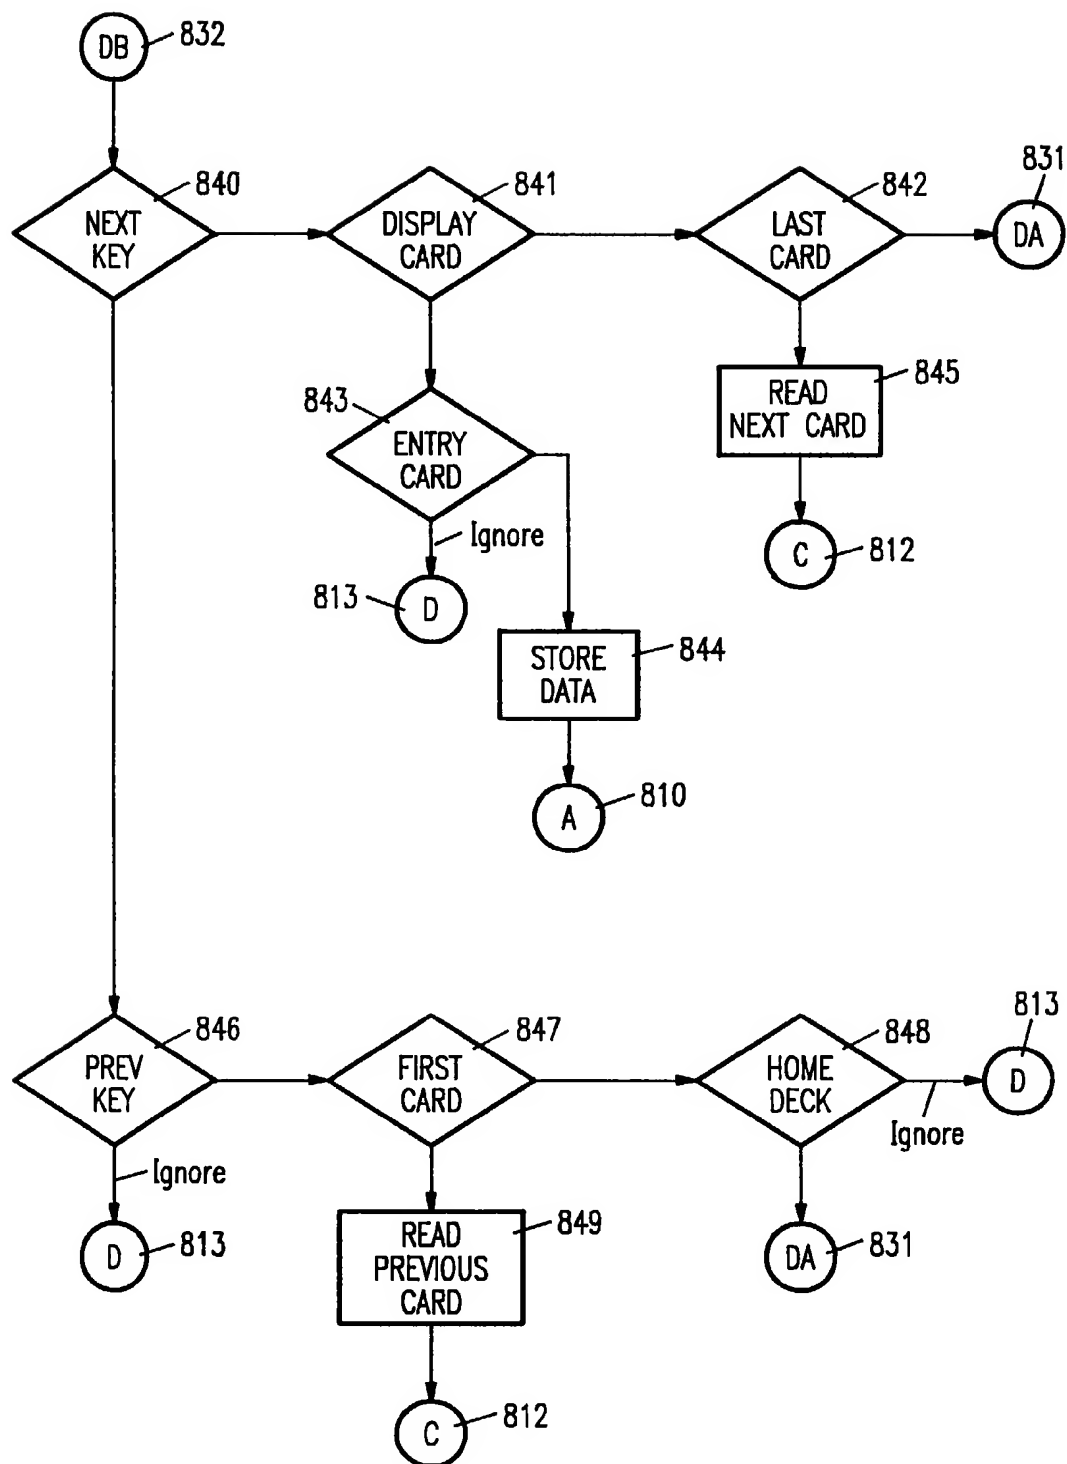 DB
832
NEXT
KEY
840
DISPLAY
CARD
841
LAST
CARD
842
DA
831
ENTRY
CARD
843
READ
NEXT CARD
845
Ignore
D
813
C
812
STORE
DATA
844
A
810
PREV
KEY
846
FIRST
CARD
847
HOME
DECK
848
Ignore
D
813
Ignore
D
813
READ
PREVIOUS
CARD
849
DA
831
C
812